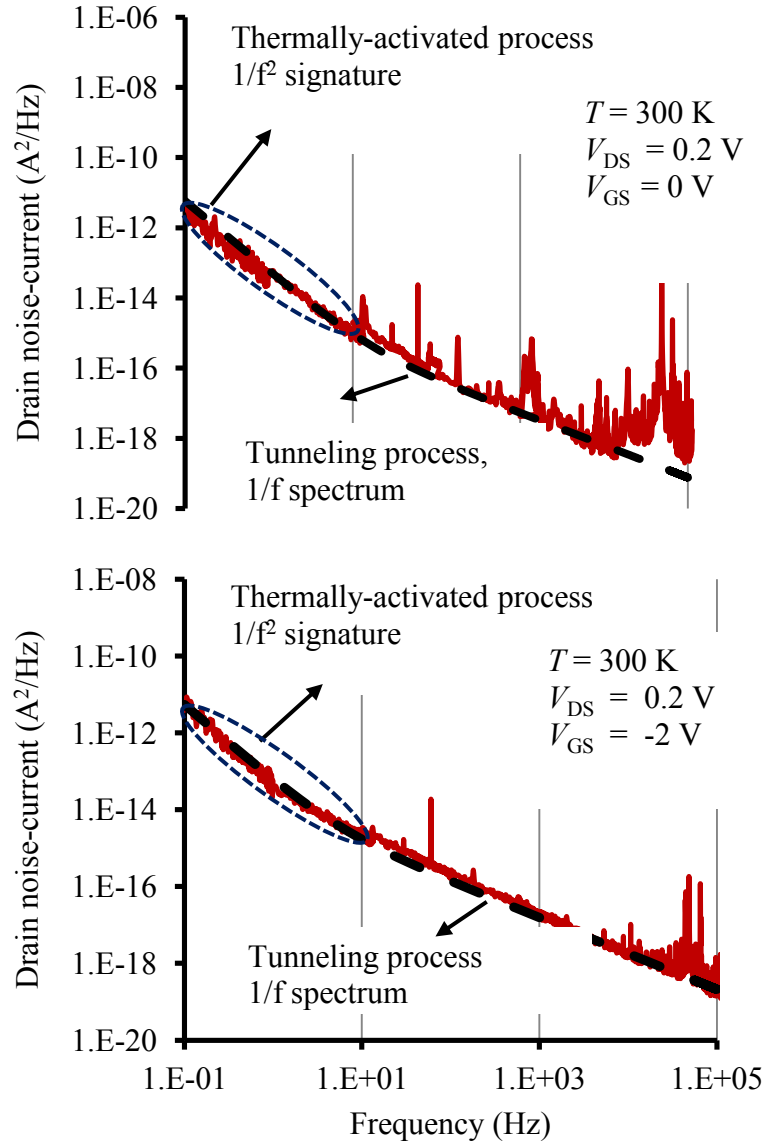 1.E-06
1.E-08
1.E-10
1.E-12
1.E-14
1.E-16
1.E-18
1.E-20
Drain noise-current (A²/Hz)
Thermally-activated process
1/f² signature
T = 300 K
V_DS = 0.2 V
V_GS = 0 V
Tunneling process,
1/f spectrum
1.E-08
1.E-10
1.E-12
1.E-14
1.E-16
1.E-18
1.E-20
Drain noise-current (A²/Hz)
Thermally-activated process
1/f² signature
T = 300 K
V_DS = 0.2 V
V_GS = -2 V
Tunneling process
1/f spectrum
1.E-01 1.E+01 1.E+03 1.E+05
Frequency (Hz)